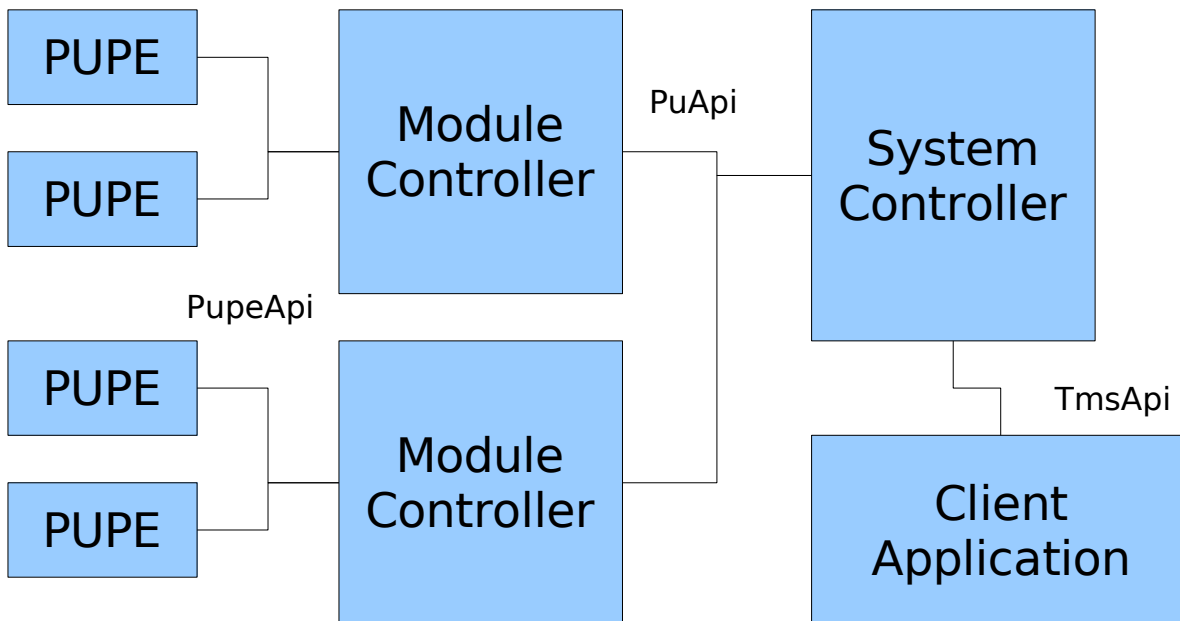 PUPE
PUPE
Module
Controller
PuApi
System
Controller
PupeApi
PUPE
PUPE
Module
Controller
TmsApi
Client
Application